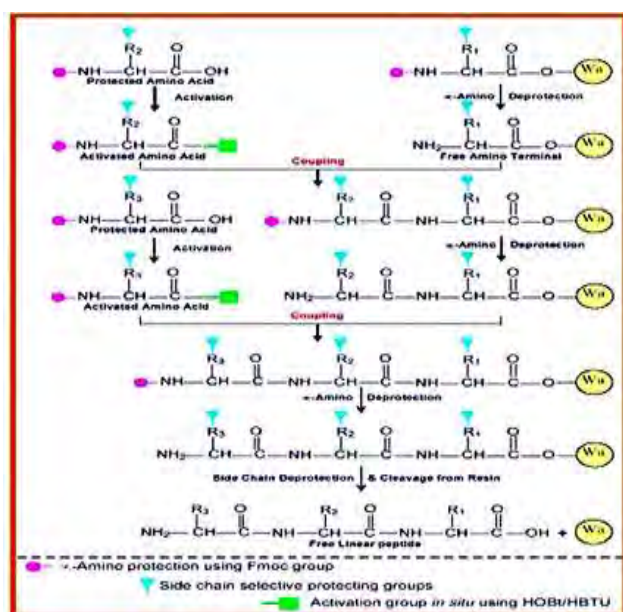 R₂ O R₁ O
NH—CH—C—OH NH—CH—C—O— Wa
Protected Amino Acid
Activation α-Amino Deprotection
R₂ O R₁ O
NH—CH—C NH₂—CH—C—O— Wa
Activated Amino Acid Free Amino Terminal
Coupling
R₃ O R₂ O R₁ O
NH—CH—C—OH NH—CH—C—NH—CH—C—O— Wa
Protected Amino Acid
Activation α-Amino Deprotection
R₃ O R₂ O R₁ O
NH—CH—C NH₂—CH—C—NH—CH—C—O— Wa
Activated Amino Acid
Coupling
R₃ O R₂ O R₁ O
NH—CH—C—NH—CH—C—NH—CH—C—O— Wa
α-Amino Deprotection
R₃ O R₂ O R₁ O
NH₂—CH—C—NH—CH—C—NH—CH—C—O— Wa
Side Chain Deprotection & Cleavage from Resin
R₃ O R₂ O R₁ O
NH₂—CH—C—NH—CH—C—NH—CH—C—OH + Wa
Free Linear peptide
α-Amino protection using Fmoc group
Side chain selective protecting groups
Activation group in situ using HOBt/HBTU